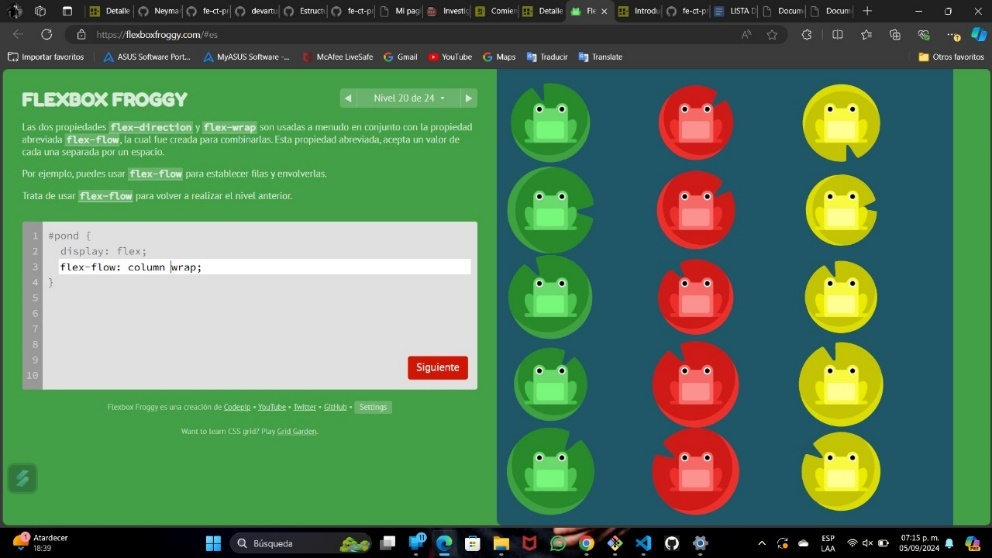 Detalle
Neyma
fe-ct-pr
devartu
Estruct
fe-ct-p
Mi pag
Investig
Comien
Detalle
Fle
Introdu
fe-ct-pr
LISTA D
Docum
Docum
https://flexboxfroggy.com/#es
Importar favoritos
ASUS Software Port...
MyASUS Software -...
McAfee LiveSafe
Gmail
YouTube
Maps
Traducir
Translate
Otros favoritos
FLEXBOX FROGGY
Nivel 20 de 24
Las dos propiedades flex-direction y flex-wrap son usadas a menudo en conjunto con la propiedad
abreviada flex-flow, la cual fue creada para combinarlas. Esta propiedad abreviada, acepta un valor de
cada una separada por un espacio.
Por ejemplo, puedes usar flex-flow para establecer filas y envolverlas.
Trata de usar flex-flow para volver a realizar el nivel anterior.
1 #pond {
2 display: flex;
3 flex-flow: column wrap;
4 }
5
6
7
8
9
10
Siguiente
Flexbox Froggy es una creación de Codepip • YouTube • Twitter • GitHub • Settings
Want to learn CSS grid? Play Grid Garden.
Atardecer
18:39
Búsqueda
ESP
LAA
07:15 p. m.
05/09/2024